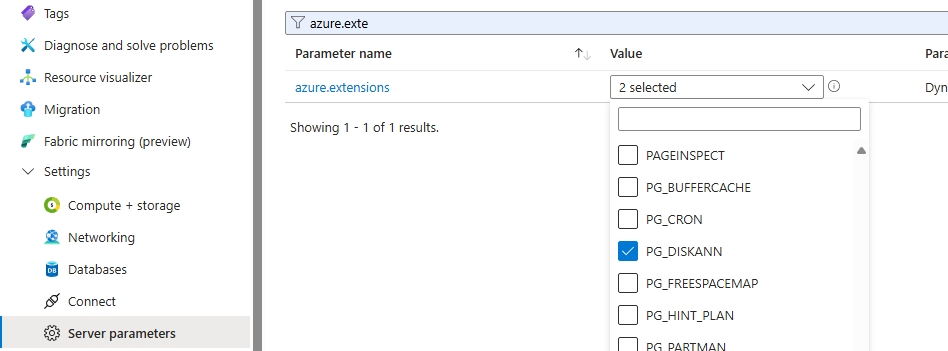 Tags
Diagnose and solve problems
Resource visualizer
Migration
Fabric mirroring (preview)
Settings
Compute + storage
Networking
Databases
Connect
Server parameters
azure.exte
Parameter name ↑↓ Value Para
azure.extensions 2 selected Dyn
Showing 1 - 1 of 1 results.
PAGEINSPECT
PG_BUFFERCACHE
PG_CRON
PG_DISKANN
PG_FREESPACEMAP
PG_HINT_PLAN
PG_PARTMAN